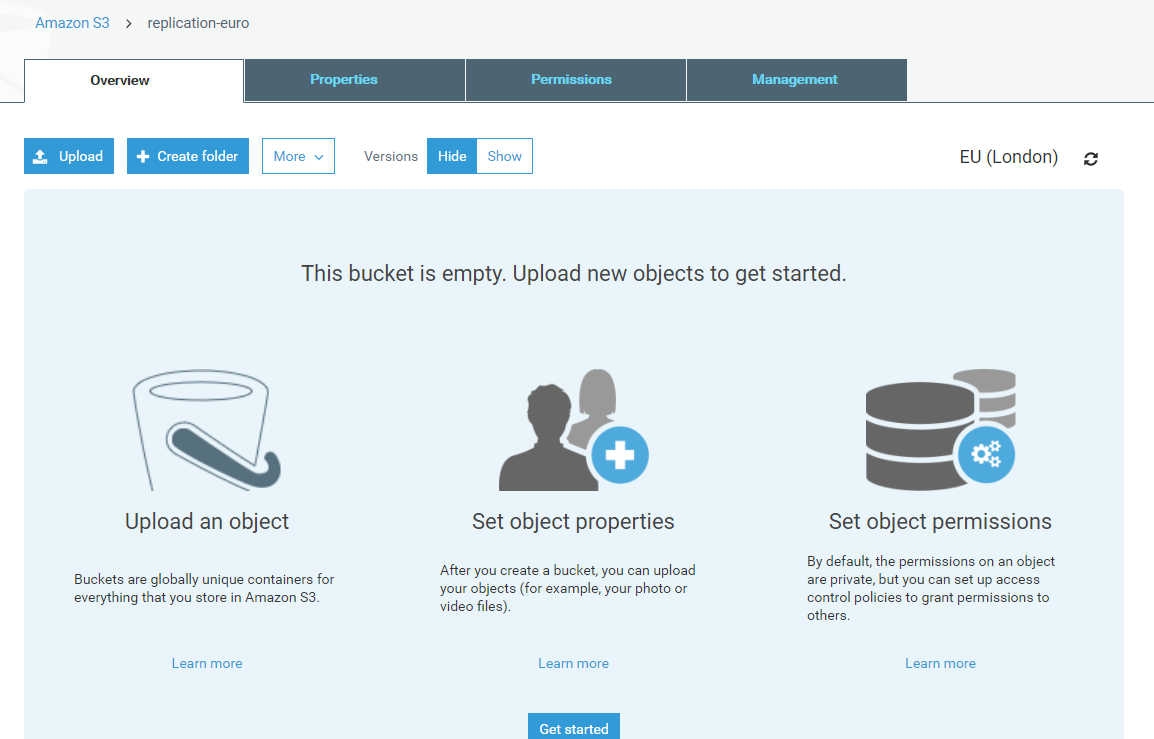 Amazon S3 > replication-euro
Overview Properties Permissions Management
Upload Create folder More Versions Hide Show EU (London)
This bucket is empty. Upload new objects to get started.
Upload an object
Buckets are globally unique containers for
everything that you store in Amazon S3.
Learn more
Set object properties
After you create a bucket, you can upload
your objects (for example, your photo or
video files).
Learn more
Set object permissions
By default, the permissions on an object
are private, but you can set up access
control policies to grant permissions to
others.
Learn more
Get started